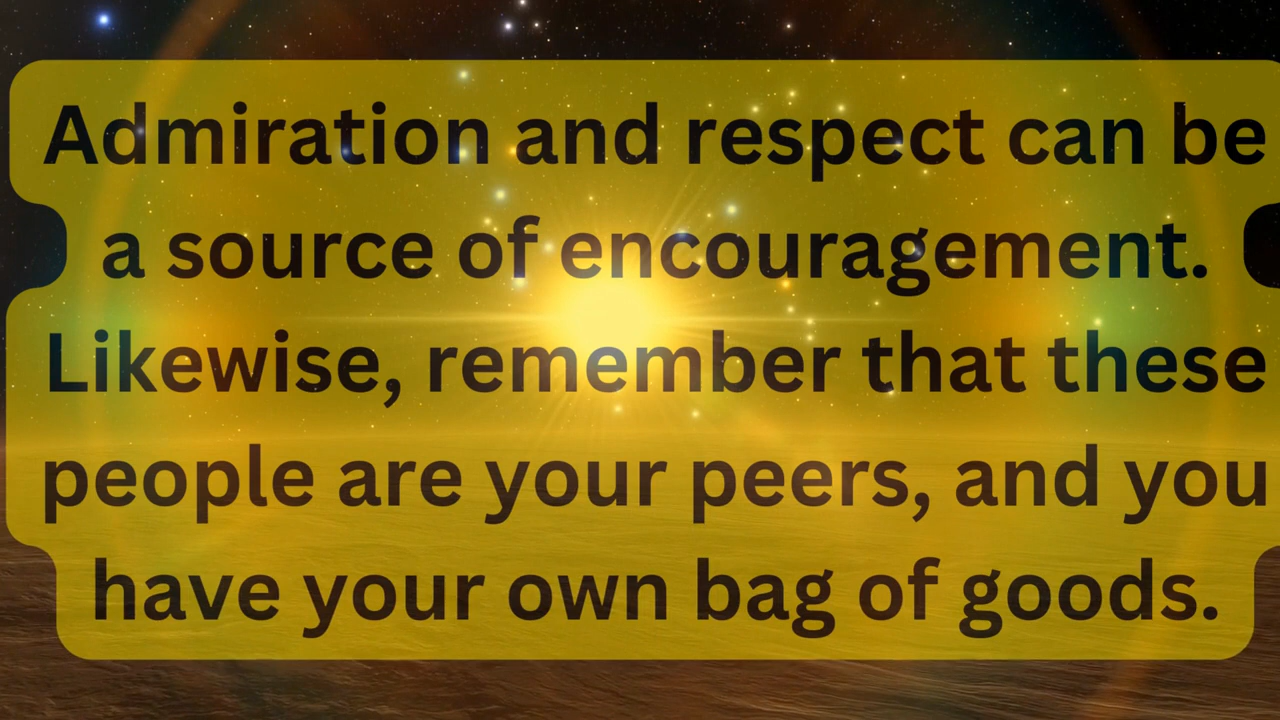 Admiration and respect can be
a source of encouragement.
Likewise, remember that these
people are your peers, and you
have your own bag of goods.